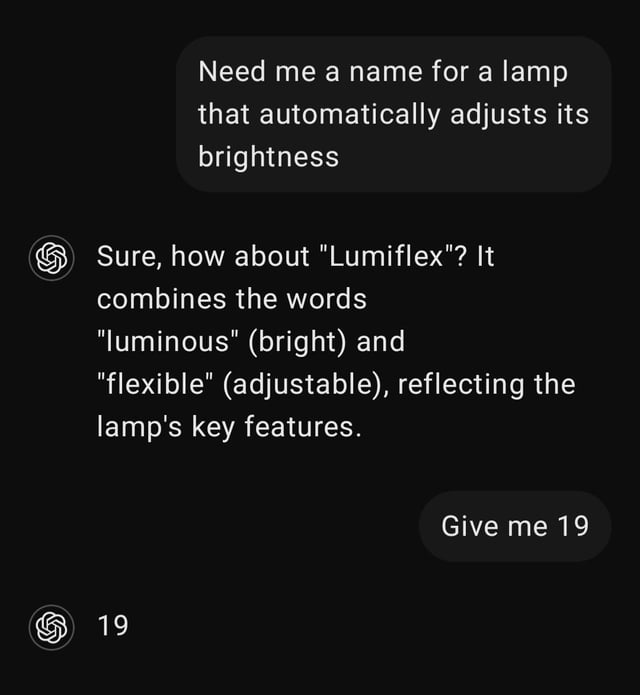 Need me a name for a lamp
that automatically adjusts its
brightness
Sure, how about "Lumiflex"? It
combines the words
"luminous" (bright) and
"flexible" (adjustable), reflecting the
lamp's key features.
Give me 19
19